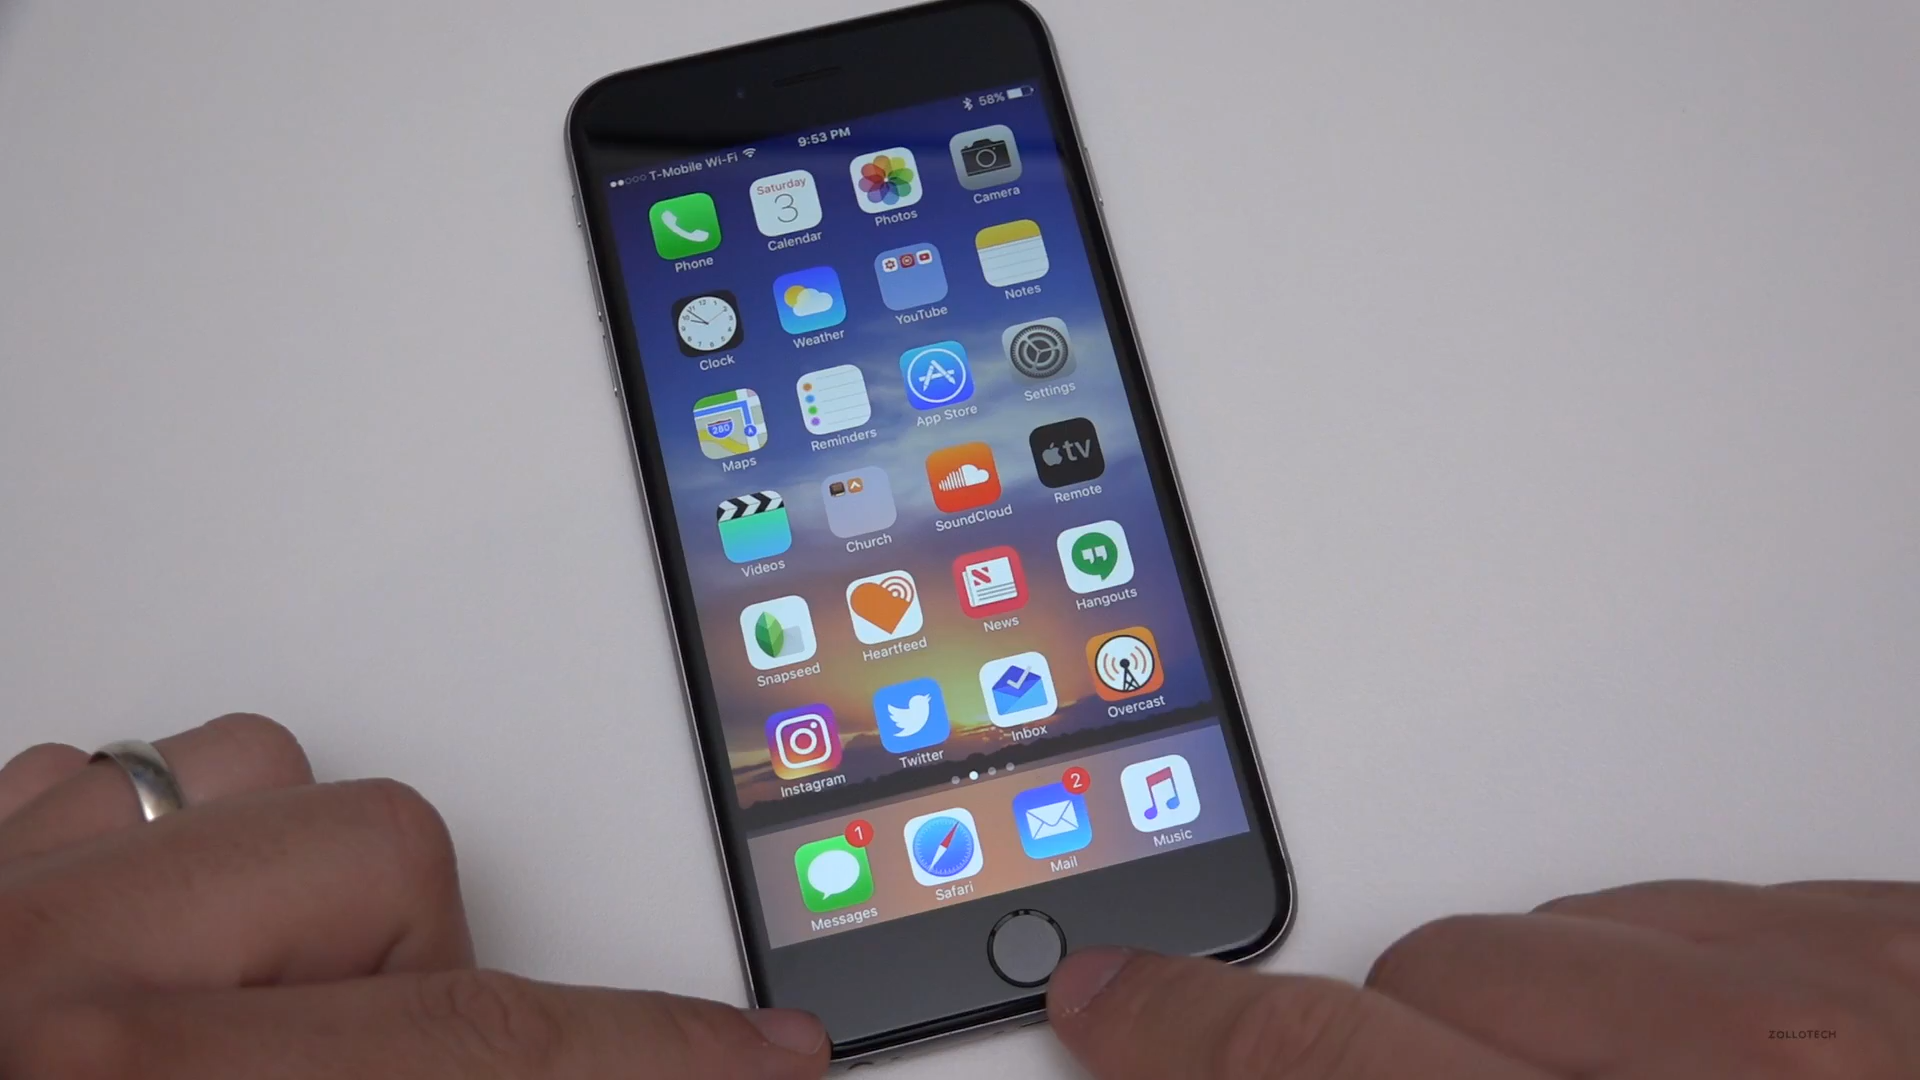 T-Mobile Wi-Fi 9:53 PM 58%
Phone
Saturday
3
Calendar
Photos
Camera
Clock
Weather
YouTube
Notes
280
Maps
Reminders
App Store
Settings
Videos
Church
SoundCloud
tv
Remote
Snapseed
Heartfeed
News
Hangouts
Instagram
Twitter
Inbox
Overcast
1
Messages
Safari
2
Mail
Music
ZOLLOTECH